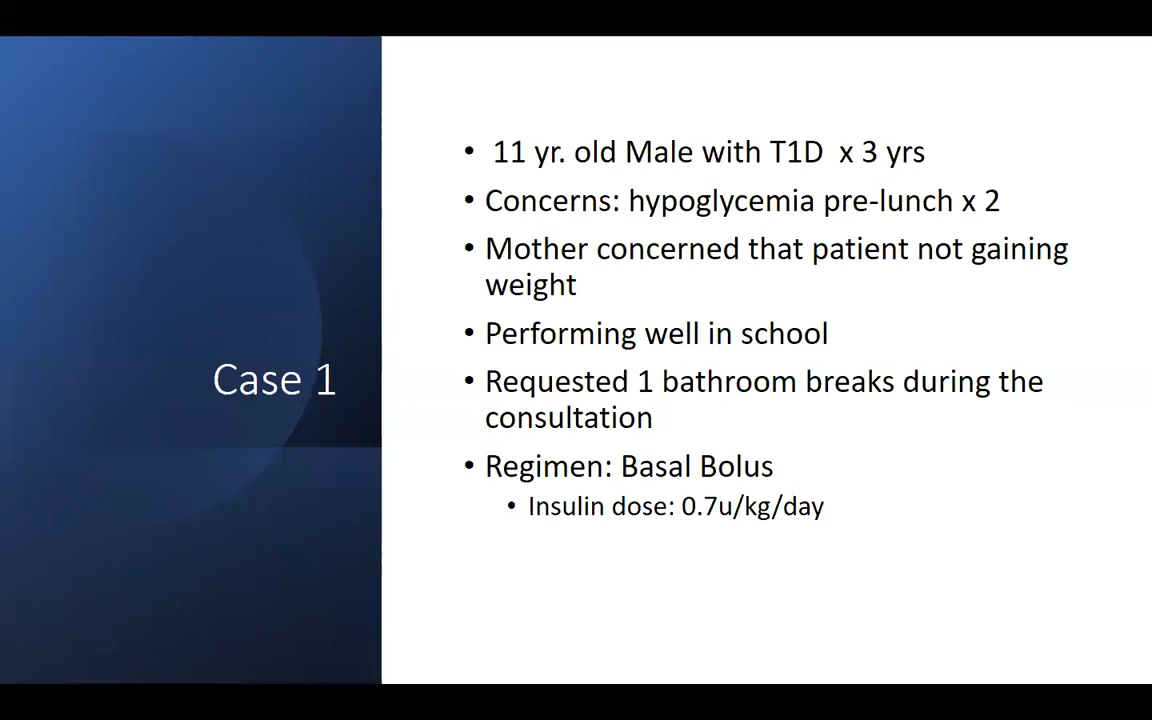 Case 1
• 11 yr. old Male with T1D x 3 yrs
• Concerns: hypoglycemia pre-lunch x 2
• Mother concerned that patient not gaining
weight
• Performing well in school
• Requested 1 bathroom breaks during the
consultation
• Regimen: Basal Bolus
• Insulin dose: 0.7u/kg/day